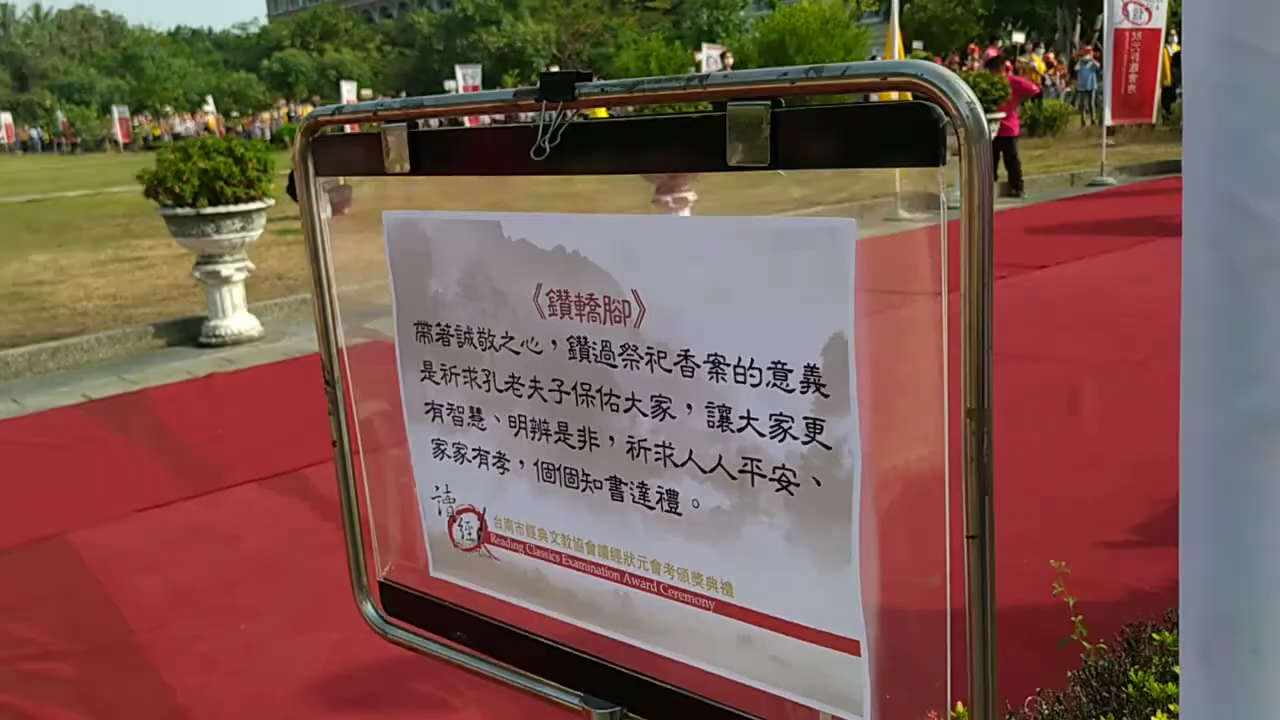 《鑽轎腳》
帶著誠敬之心，鑽過祭祀香案的意義
是祈求孔老夫子保佑大家，讓大家更
有智慧、明辨是非，祈求人人平安、
家家有孝，個個知書達禮。
讀
經
台南市經典文教協會讀經狀元會考頒獎典禮
Reading Classics Examination Award Ceremony